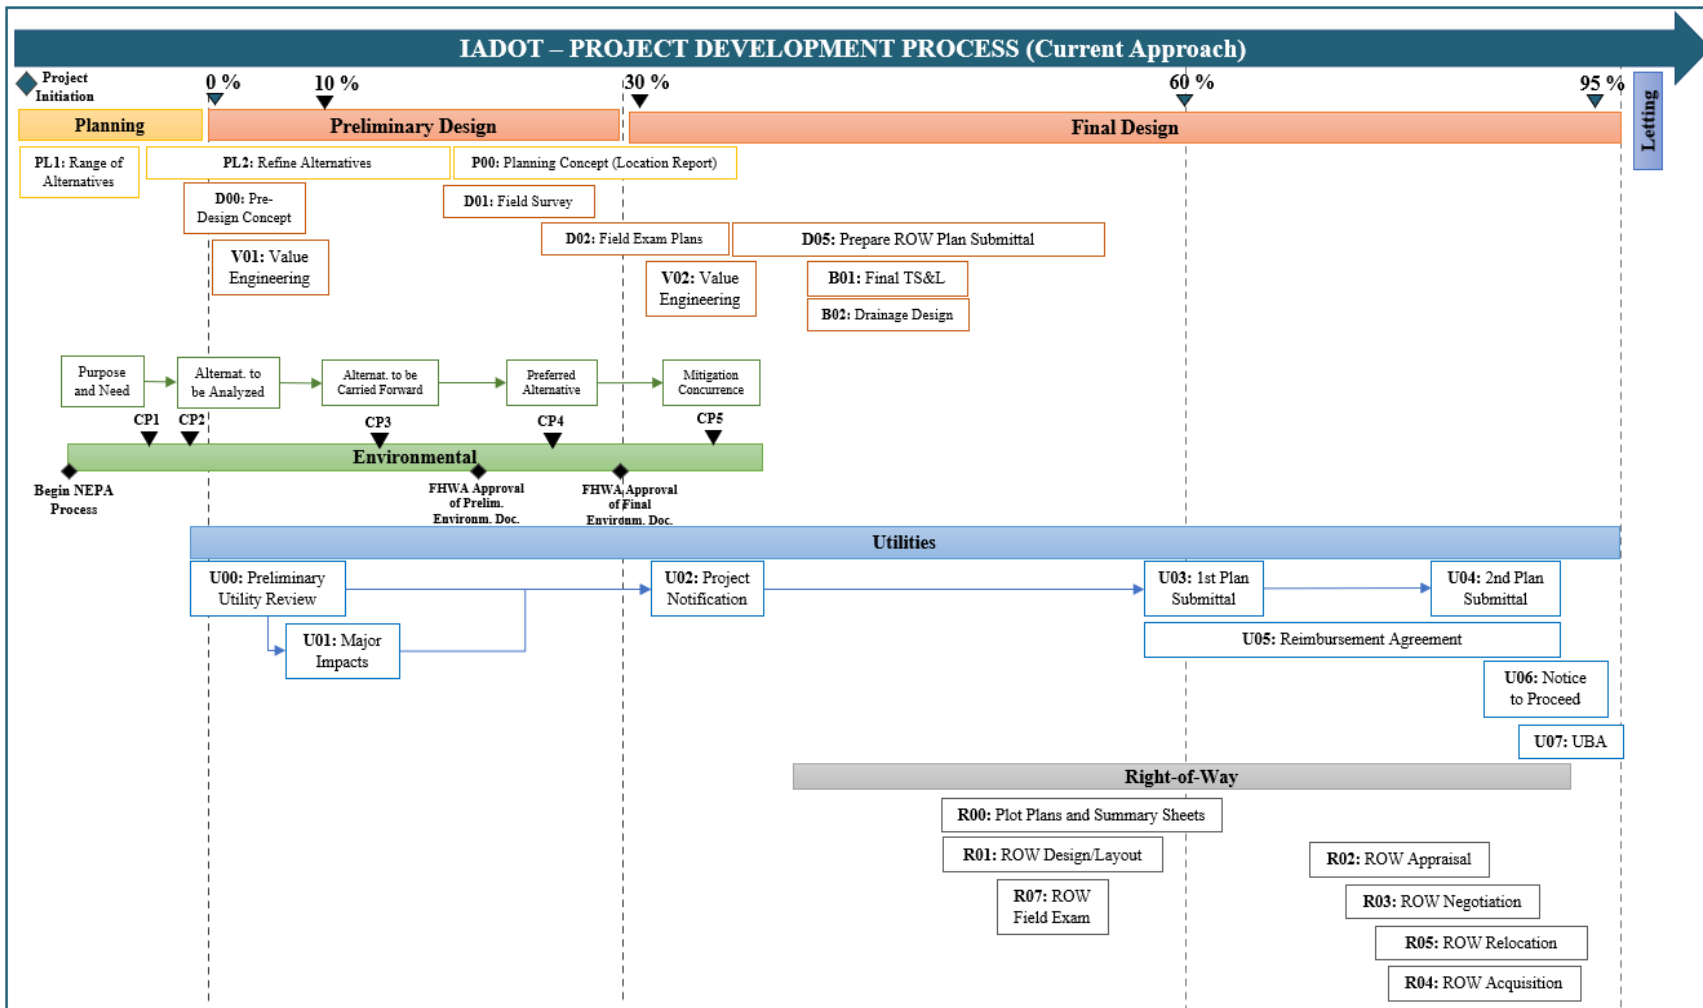 IADOT – PROJECT DEVELOPMENT PROCESS (Current Approach)
Project
Initiation
0 %
10 %
30 %
60 %
95 %
Letting
Planning
Preliminary Design
Final Design
PL1: Range of
Alternatives
PL2: Refine Alternatives
P00: Planning Concept (Location Report)
D00: Pre-
Design Concept
D01: Field Survey
V01: Value
Engineering
D02: Field Exam Plans
D05: Prepare ROW Plan Submittal
V02: Value
Engineering
B01: Final TS&L
B02: Drainage Design
Purpose
and Need
Alternat. to
be Analyzed
Alternat. to be
Carried Forward
Preferred
Alternative
Mitigation
Concurrence
CP1
CP2
CP3
CP4
CP5
Environmental
Begin NEPA
Process
FHWA Approval
of Prelim.
Environm. Doc.
FHWA Approval
of Final
Environm. Doc.
Utilities
U00: Preliminary
Utility Review
U02: Project
Notification
U03: 1st Plan
Submittal
U04: 2nd Plan
Submittal
U01: Major
Impacts
U05: Reimbursement Agreement
U06: Notice
to Proceed
U07: UBA
Right-of-Way
R00: Plot Plans and Summary Sheets
R01: ROW Design/Layout
R02: ROW Appraisal
R07: ROW
Field Exam
R03: ROW Negotiation
R05: ROW Relocation
R04: ROW Acquisition